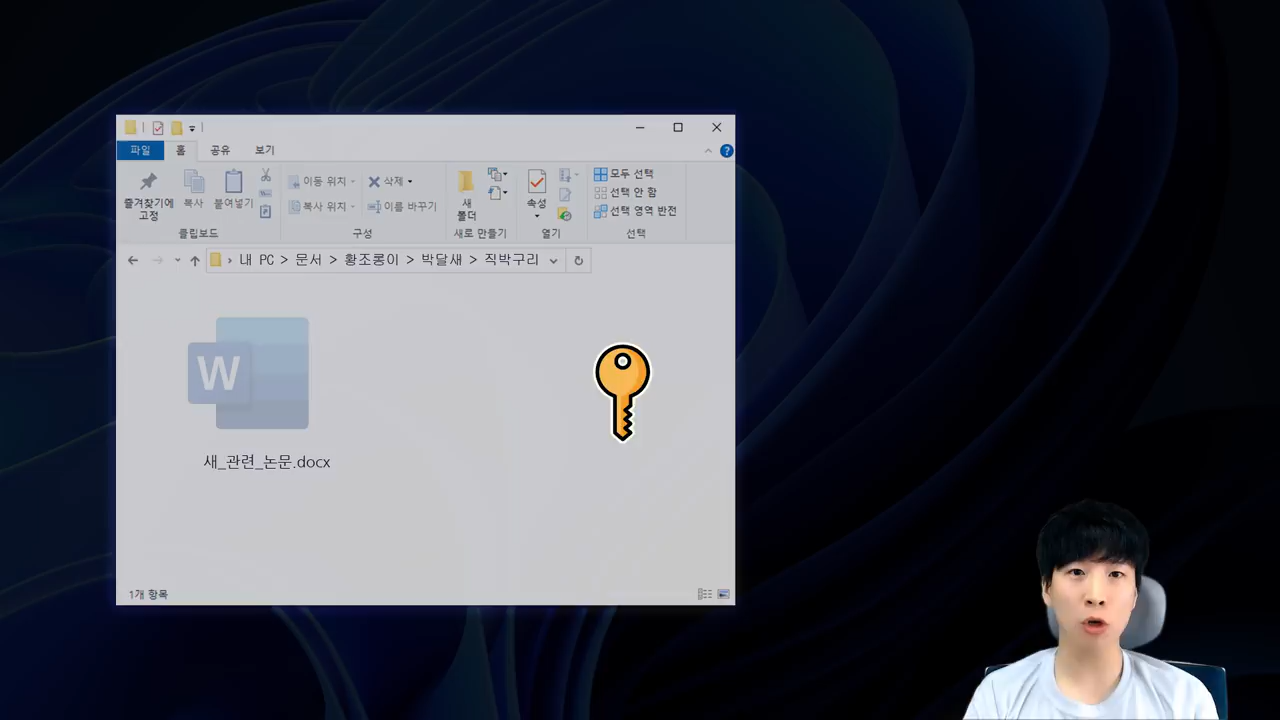 파일 홈 공유 보기
즐겨찾기에 고정 복사 붙여넣기
이동 위치 삭제
복사 위치 이름 바꾸기
새 폴더
속성
모두 선택
선택 안 함
선택 영역 반전
클립보드 구성 새로 만들기 열기 선택
내 PC > 문서 > 황조롱이 > 박달새 > 직박구리
W
새_관련_논문.docx
1개 항목